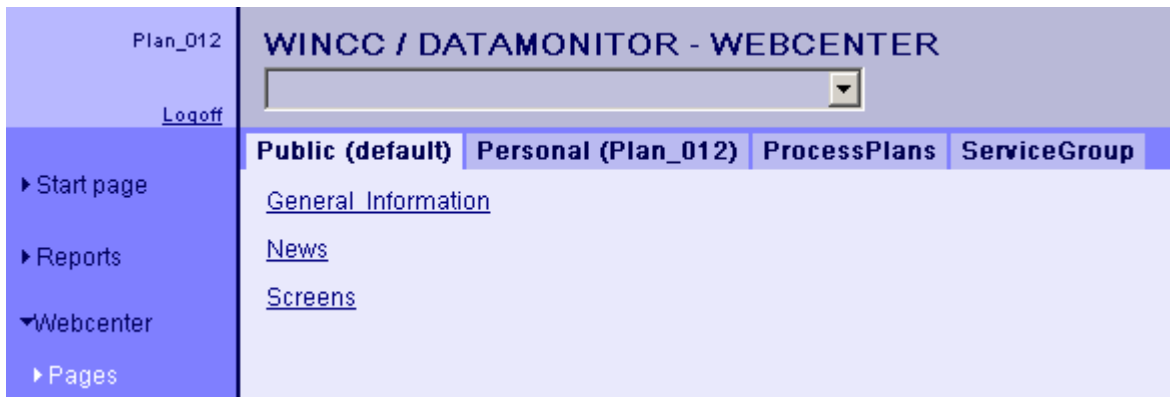 Plan_012
Logoff
WINCC / DATAMONITOR - WEBCENTER
Public (default) Personal (Plan_012) ProcessPlans ServiceGroup
Start page
Reports
Webcenter
Pages
General Information
News
Screens